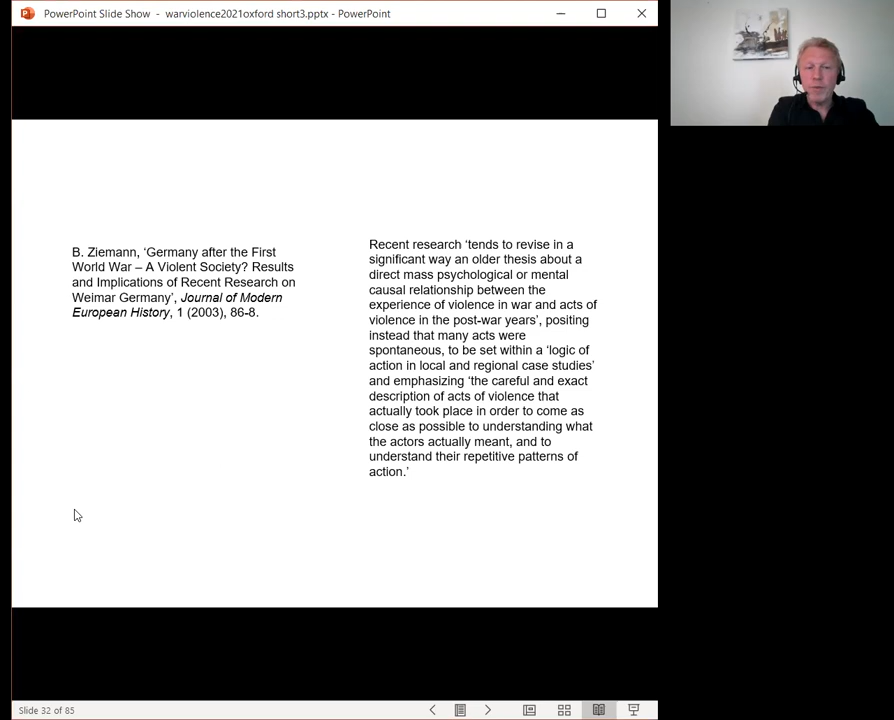 PowerPoint Slide Show - warviolence2021oxford short3.pptx - PowerPoint
B. Ziemann, ‘Germany after the First
World War – A Violent Society? Results
and Implications of Recent Research on
Weimar Germany’, Journal of Modern
European History, 1 (2003), 86-8.
Recent research ‘tends to revise in a
significant way an older thesis about a
direct mass psychological or mental
causal relationship between the
experience of violence in war and acts of
violence in the post-war years’, positing
instead that many acts were
spontaneous, to be set within a ‘logic of
action in local and regional case studies’
and emphasizing ‘the careful and exact
description of acts of violence that
actually took place in order to come as
close as possible to understanding what
the actors actually meant, and to
understand their repetitive patterns of
action.’
Slide 32 of 85